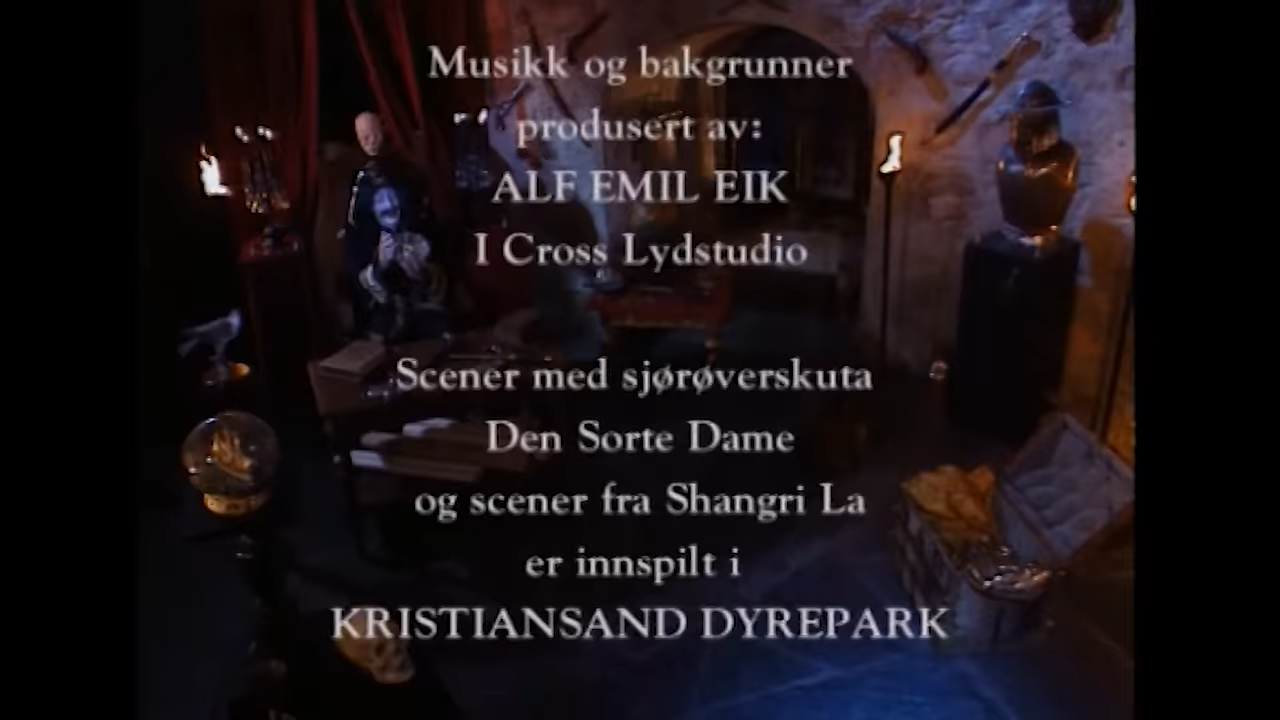 Musikk og bakgrunner
produsert av:
ALF EMIL EIK
I Cross Lydstudio
Scener med sjørøverskuta
Den Sorte Dame
og scener fra Shangri La
er innspilt i
KRISTIANSAND DYREPARK